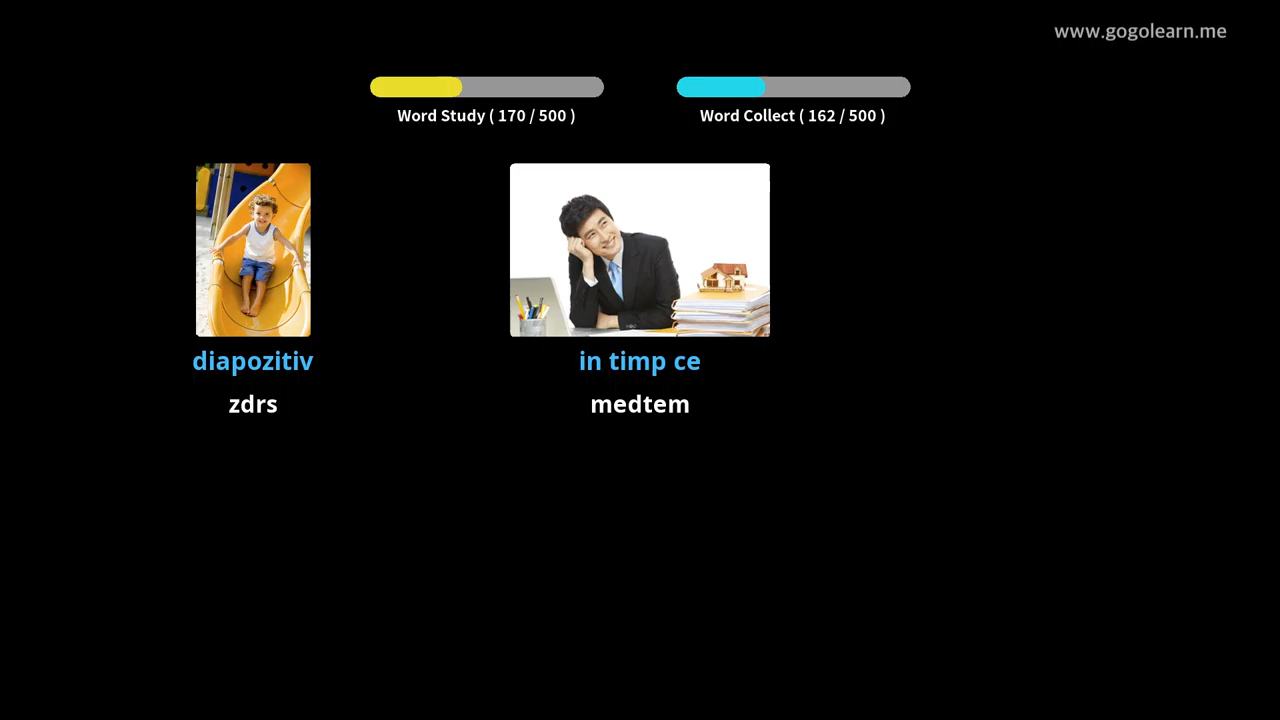 www.gogolearn.me
Word Study ( 170 / 500 )
Word Collect ( 162 / 500 )
diapozitiv
in timp ce
zdrs
medtem